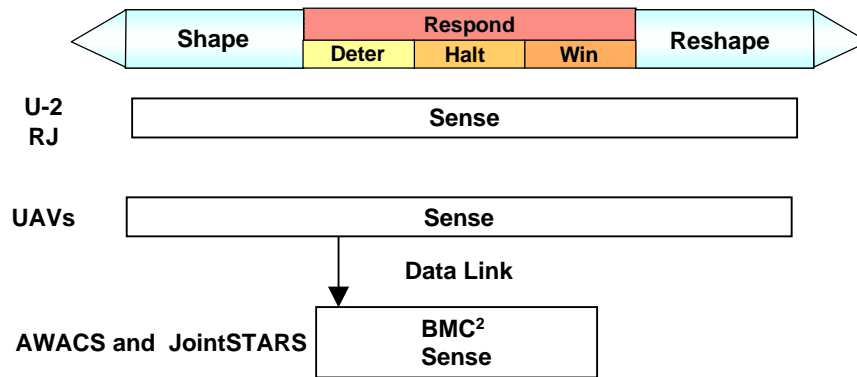 Shape
Respond
Reshape
Deter Halt Win
U-2
RJ
Sense
UAVs
Sense
Data Link
AWACS and JointSTARS
BMC²
Sense